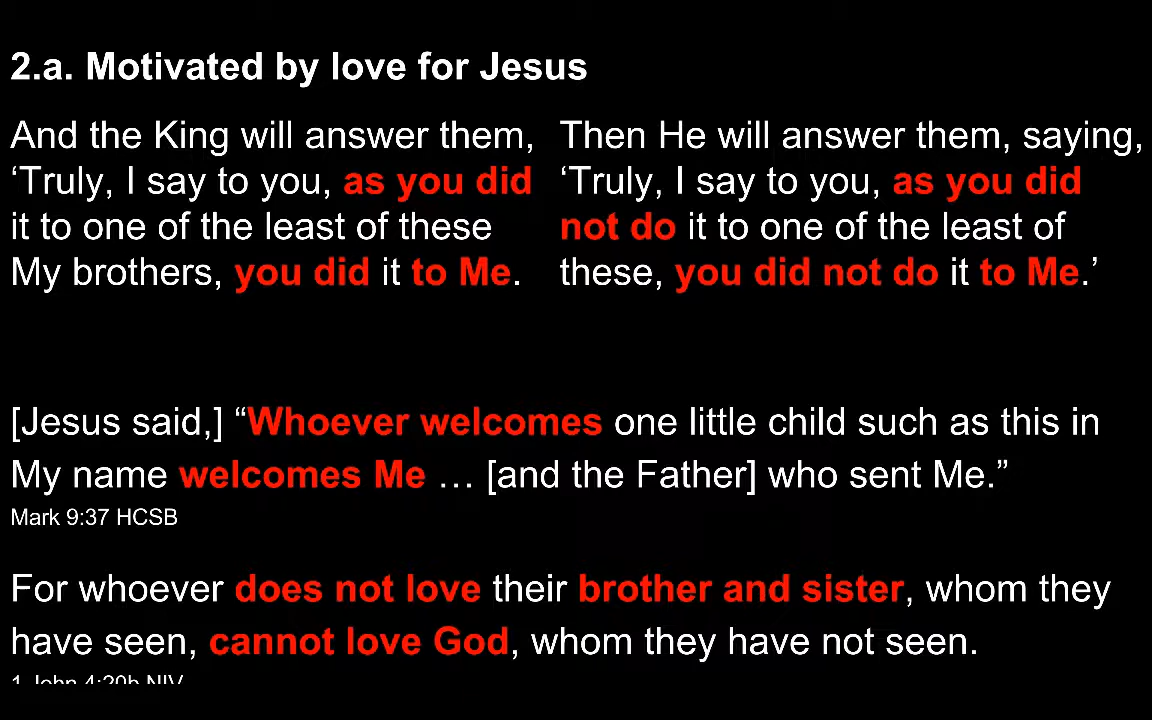 2.a. Motivated by love for Jesus
And the King will answer them,
‘Truly, I say to you, as you did
it to one of the least of these
My brothers, you did it to Me.
Then He will answer them, saying,
‘Truly, I say to you, as you did
not do it to one of the least of
these, you did not do it to Me.’
[Jesus said,] “Whoever welcomes one little child such as this in
My name welcomes Me … [and the Father] who sent Me.”
Mark 9:37 HCSB
For whoever does not love their brother and sister, whom they
have seen, cannot love God, whom they have not seen.
1 John 4:20b NIV